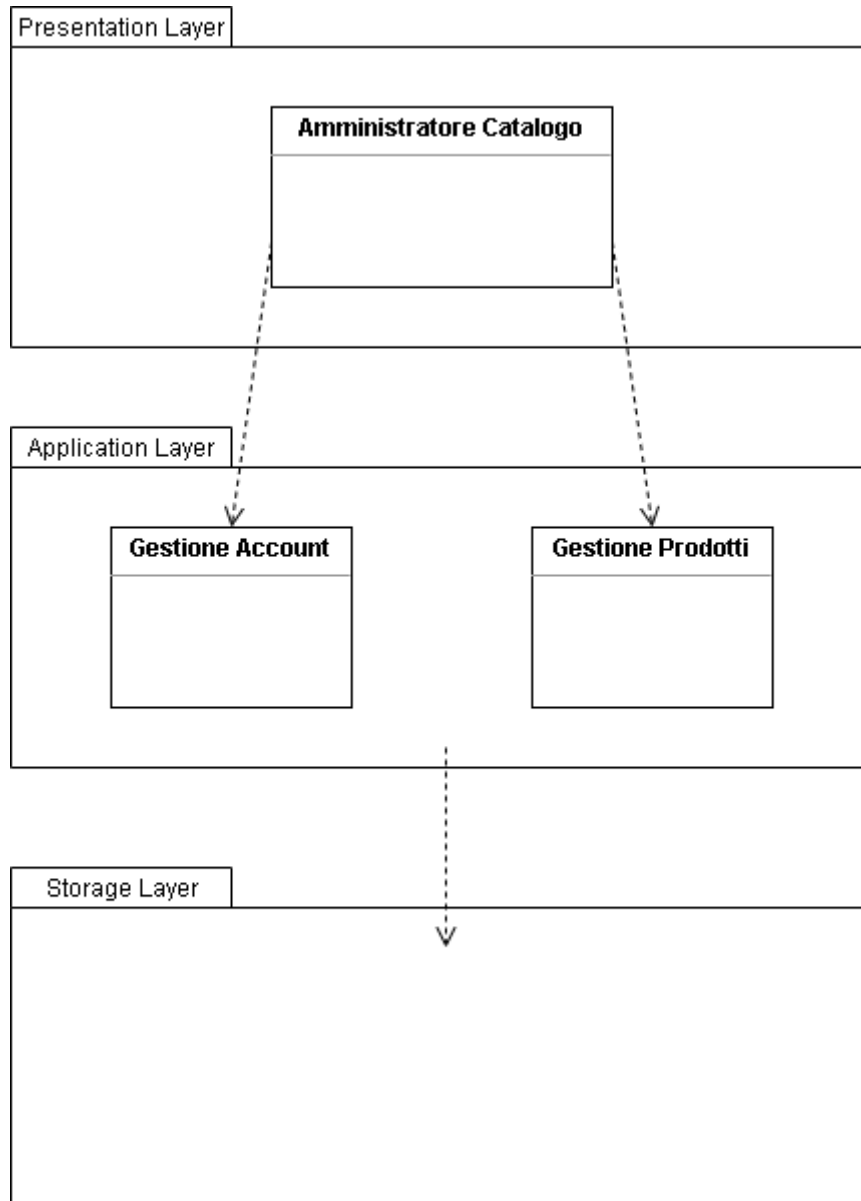 Presentation Layer
Amministratore Catalogo
Application Layer
Gestione Account
Gestione Prodotti
Storage Layer